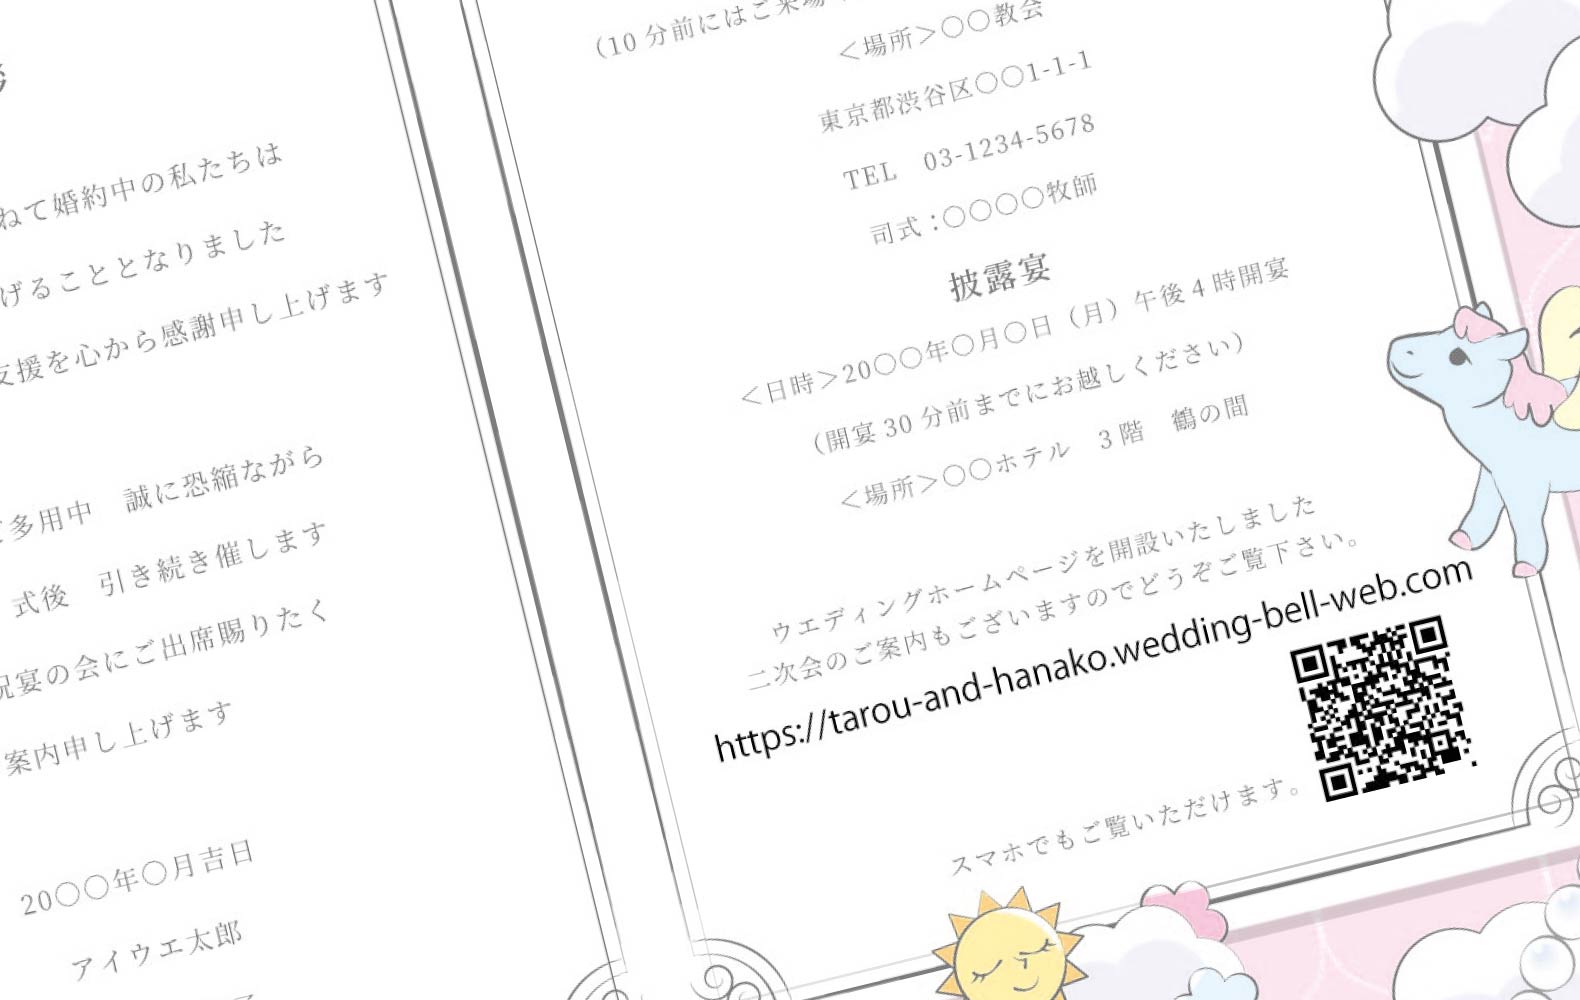 ねて婚約中の私たちは
げることとなりました
支援を心から感謝申し上げます
多用中　誠に恐縮ながら
式後　引き続き催します
祝宴の会にご出席賜りたく
案内申し上げます
20〇〇年〇月吉日
アイウエ太郎
（10 分前にはご来場
＜場所＞〇〇教会
東京都渋谷区〇〇1-1-1
TEL　03-1234-5678
司式：〇〇〇〇牧師
披露宴
＜日時＞20〇〇年〇月〇日（月）午後 4 時開宴
（開宴 30 分前までにお越しください）
＜場所＞〇〇ホテル　3 階　鶴の間
ウエディングホームページを開設いたしました
二次会のご案内もございますのでどうぞご覧下さい。
https://tarou-and-hanako.wedding-bell-web.com
スマホでもご覧いただけます。